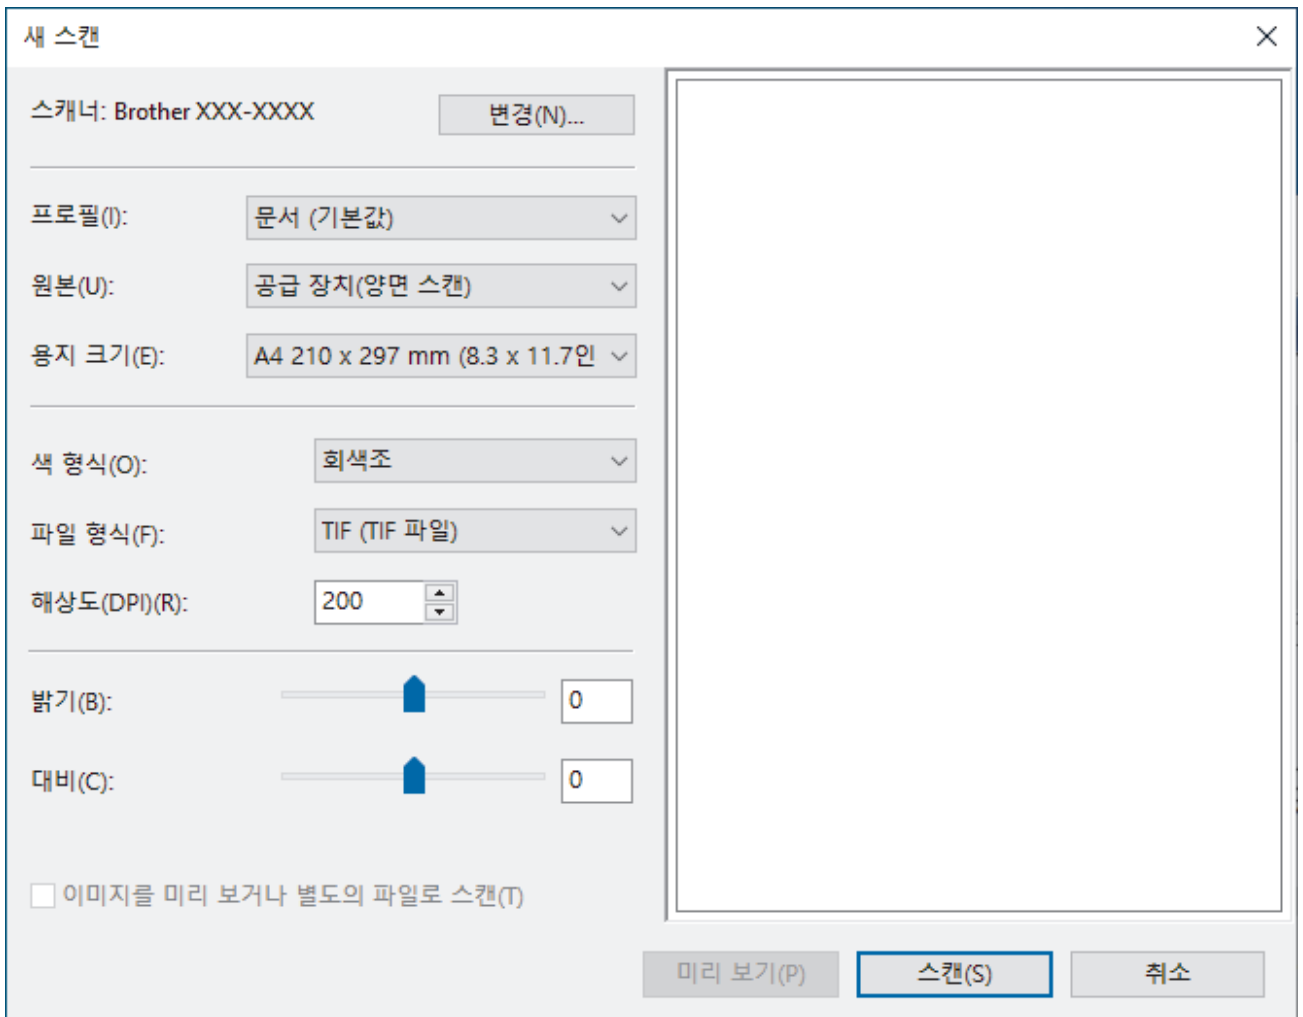 새 스캔
스캐너: Brother XXX-XXXX
변경(N)...
프로필(I): 문서 (기본값)
원본(U): 공급 장치(양면 스캔)
용지 크기(E): A4 210 x 297 mm (8.3 x 11.7인
색 형식(O): 회색조
파일 형식(F): TIF (TIF 파일)
해상도(DPI)(R): 200
밝기(B): 0
대비(C): 0
이미지를 미리 보거나 별도의 파일로 스캔(T)
미리 보기(P) 스캔(S) 취소